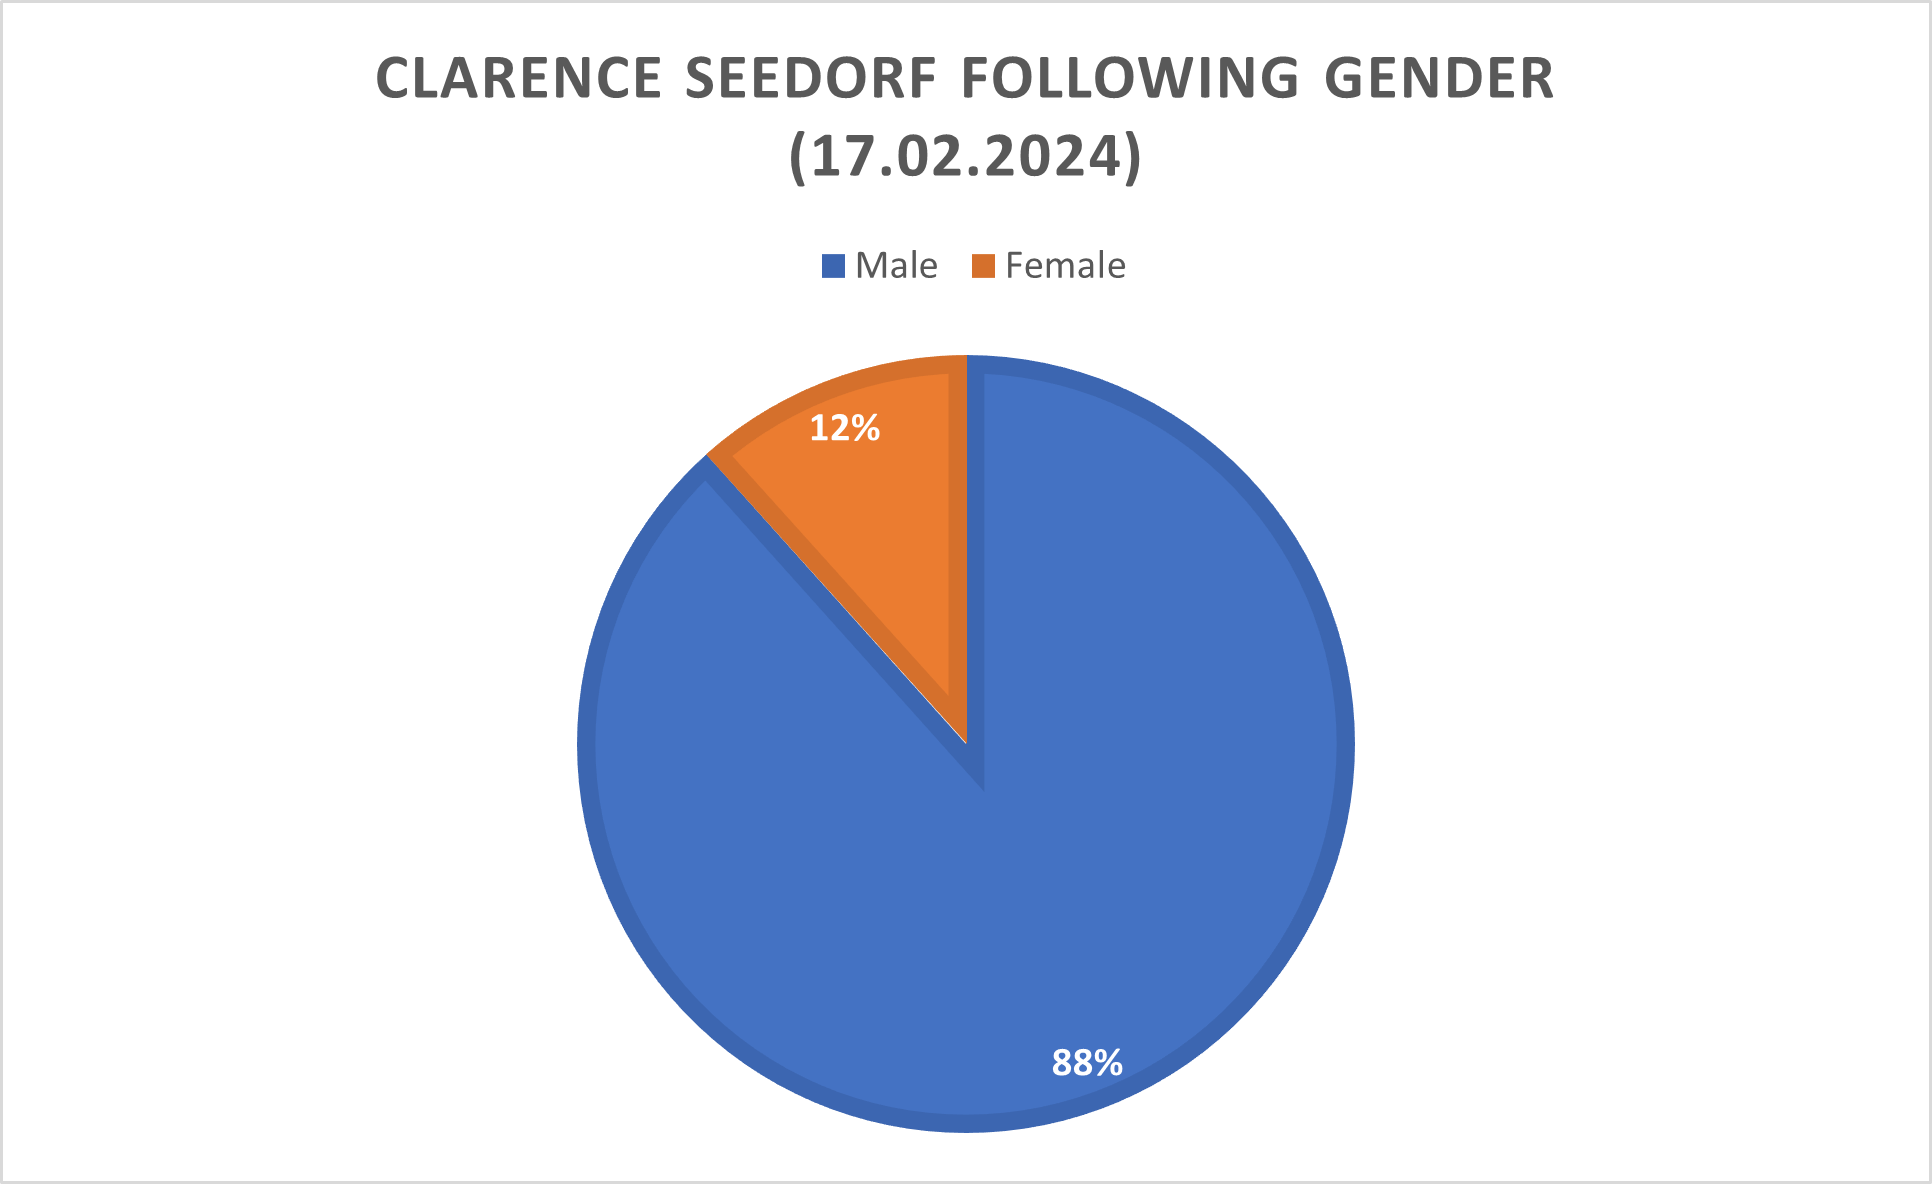 CLARENCE SEEDORF FOLLOWING GENDER
(17.02.2024)
Male Female
12%
88%